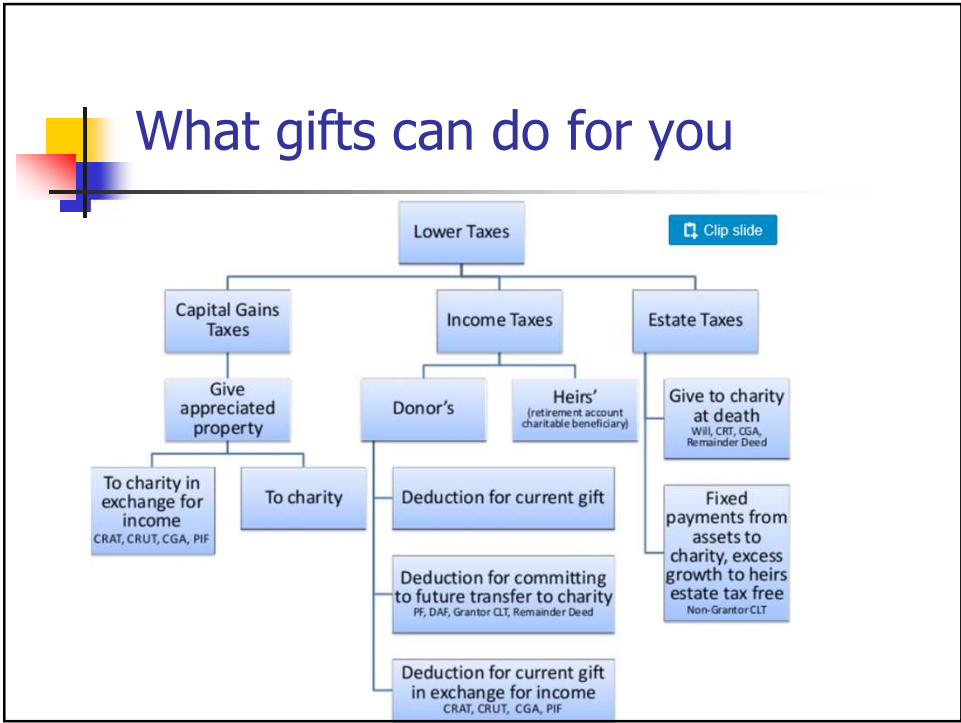 What gifts can do for you
Lower Taxes
Clip slide
Capital Gains
Taxes
Income Taxes
Estate Taxes
Give
appreciated
property
Donor's
Heirs'
(retirement account
charitable beneficiary)
Give to charity
at death
Will, CRT, CGA,
Remainder Deed
To charity in
exchange for
income
CRAT, CRUT, CGA, PIF
To charity
Deduction for current gift
Fixed
payments from
assets to
charity, excess
growth to heirs
estate tax free
Non-Grantor CLT
Deduction for committing
to future transfer to charity
PF, DAF, Grantor CLT, Remainder Deed
Deduction for current gift
in exchange for income
CRAT, CRUT, CGA, PIF